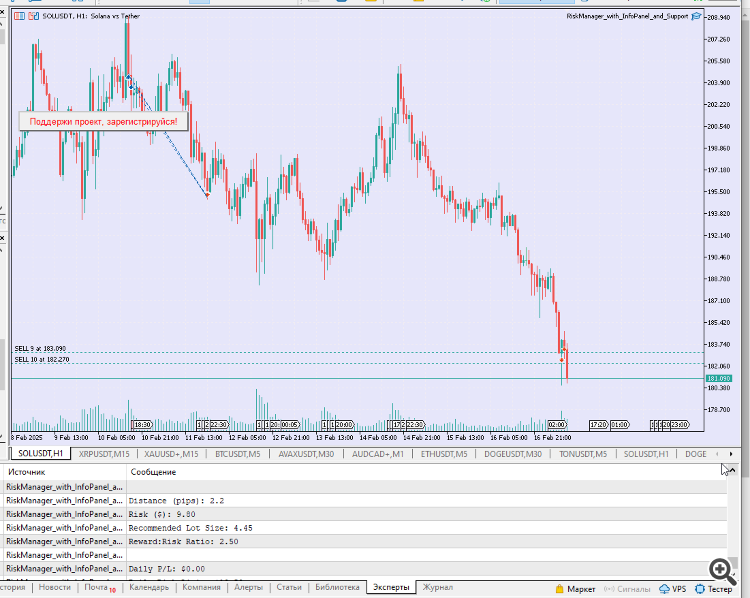 SOLUSDT, H1: Solana vs Tether
RiskManager_with_InfoPanel_and_Support
208.940
207.260
205.580
203.900
202.220
200.540
198.860
197.180
195.500
193.820
192.140
190.460
188.780
187.100
185.420
183.740
182.060
181.090
180.380
178.700
Поддержи проект, зарегистрируйся!
SELL 9 at 183.090
SELL 10 at 182.270
18:30
22:30
20:00
00:05
20:00
22:30
02:00
17:20
01:00
23:00
8 Feb 2025
9 Feb 13:00
10 Feb 05:00
10 Feb 21:00
11 Feb 13:00
12 Feb 05:00
12 Feb 21:00
13 Feb 13:00
14 Feb 05:00
14 Feb 21:00
15 Feb 13:00
16 Feb 05:00
16 Feb 21:00
SOLUSDT,H1
XRPUSDT,M15
XAUUSD+,M15
BTCUSDT,M5
AVAXUSDT,M30
AUDCAD+,M1
ETHUSDT,M5
DOGEUSDT,M30
TONUSDT,M5
SOLUSDT,H1
DOGE
Источник
Сообщение
RiskManager_with_InfoPanel_a...
RiskManager_with_InfoPanel_a... Distance (pips): 2.2
RiskManager_with_InfoPanel_a... Risk ($): 9.80
RiskManager_with_InfoPanel_a... Recommended Lot Size: 4.45
RiskManager_with_InfoPanel_a... Reward:Risk Ratio: 2.50
RiskManager_with_InfoPanel_a...
RiskManager_with_InfoPanel_a... Daily P/L: $0.00
стория
Новости
Почта 10
Календарь
Компания
Алерты
Статьи
Библиотека
Эксперты
Журнал
Маркет
Сигналы
VPS
Тестер